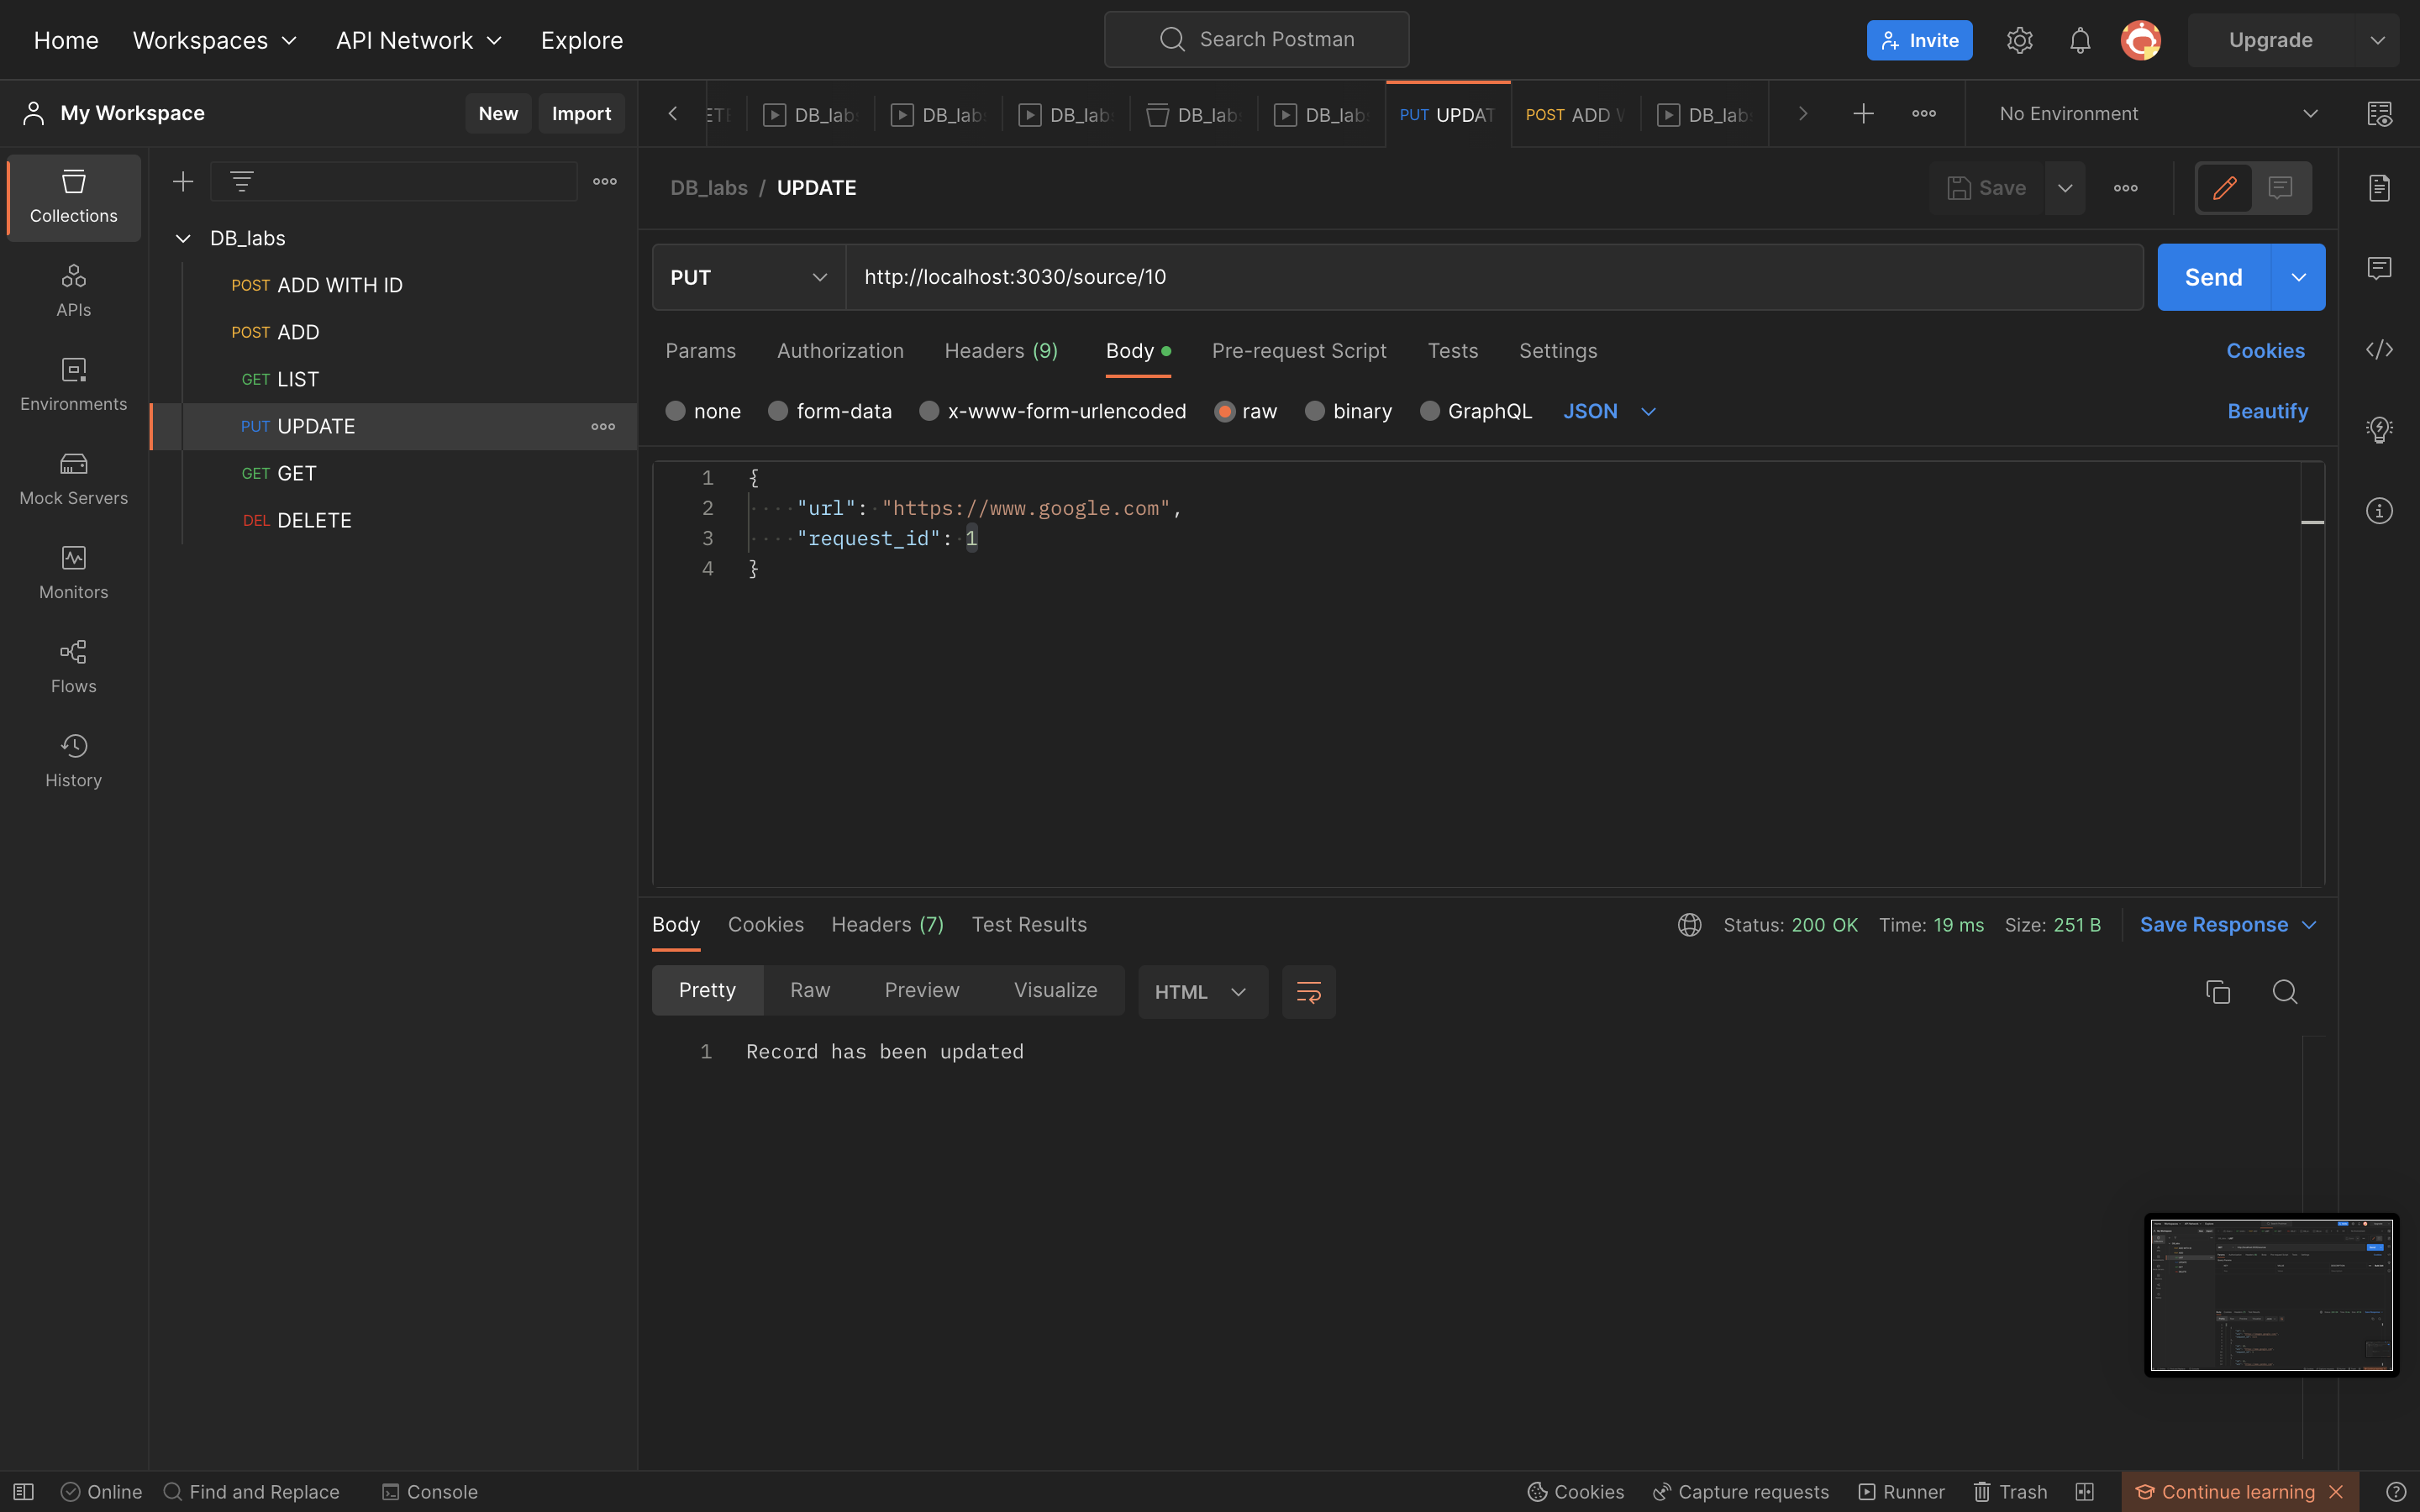 Home Workspaces API Network Explore Search Postman Invite Upgrade
My Workspace New Import DB_lab DB_lab DB_lab DB_lab DB_lab PUT UPDAT POST ADD DB_lab No Environment
Collections
APIs
Environments
Mock Servers
Monitors
Flows
History
DB_labs
POST ADD WITH ID
POST ADD
GET LIST
PUT UPDATE
GET GET
DEL DELETE
DB_labs / UPDATE Save
PUT http://localhost:3030/source/10 Send
Params Authorization Headers (9) Body Pre-request Script Tests Settings Cookies
none form-data x-www-form-urlencoded raw binary GraphQL JSON Beautify
1 {
2 "url": "https://www.google.com",
3 "request_id": 1
4 }
Body Cookies Headers (7) Test Results Status: 200 OK Time: 19 ms Size: 251 B Save Response
Pretty Raw Preview Visualize HTML
1 Record has been updated
Online Find and Replace Console Cookies Capture requests Runner Trash Continue learning